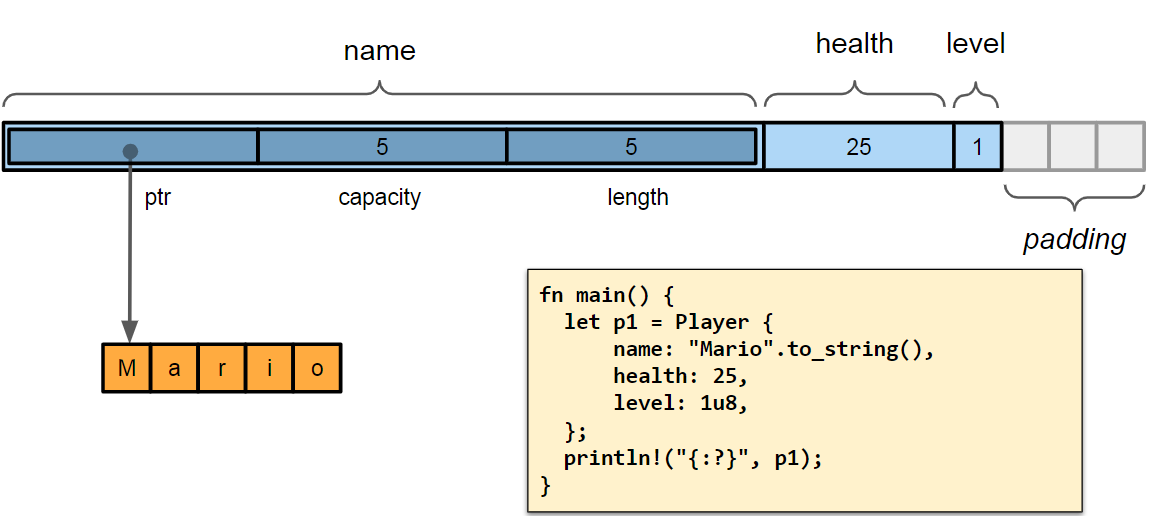 name
health
level
5
5
25
1
ptr
capacity
length
padding
M a r i o
fn main() {
  let p1 = Player {
      name: "Mario".to_string(),
      health: 25,
      level: 1u8,
  };
  println!("{:?}", p1);
}